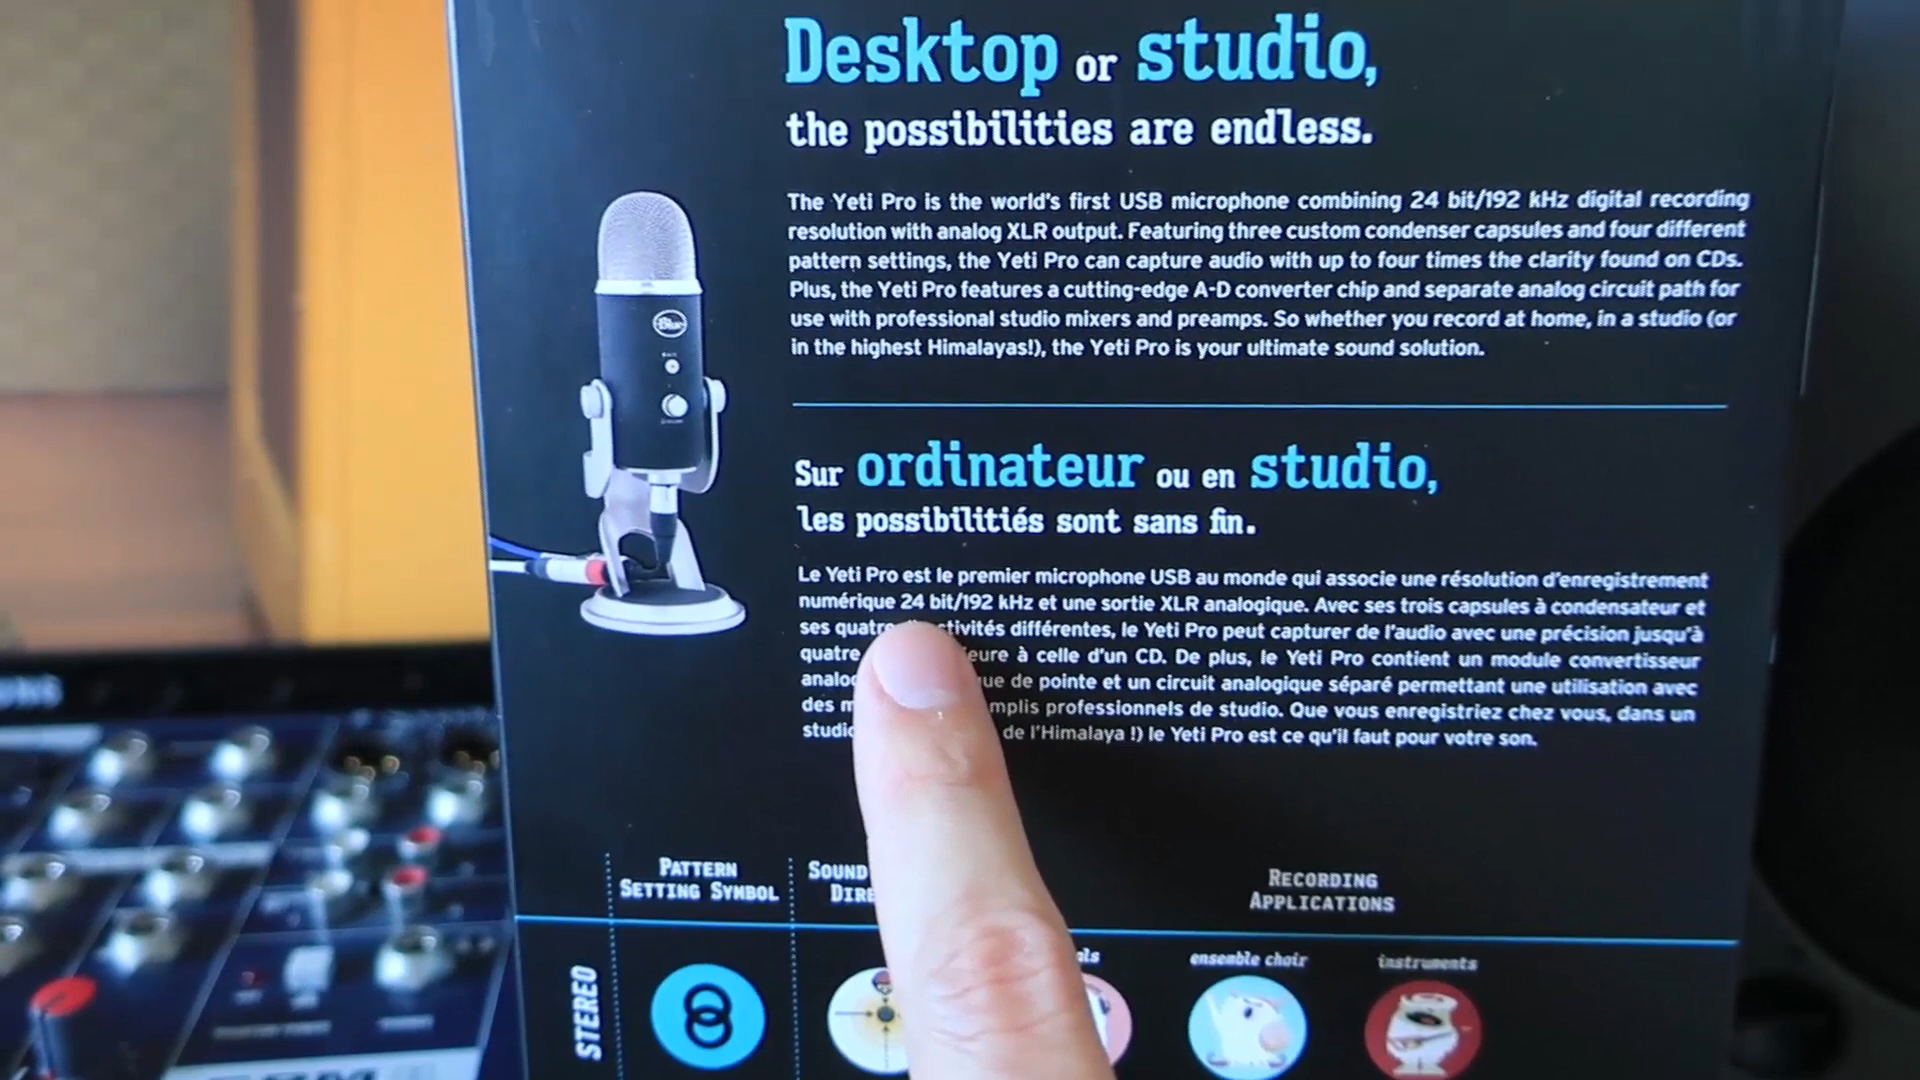 Desktop or studio,
the possibilities are endless.
The Yeti Pro is the world's first USB microphone combining 24 bit/192 kHz digital recording
resolution with analog XLR output. Featuring three custom condenser capsules and four different
pattern settings, the Yeti Pro can capture audio with up to four times the clarity found on CDs.
Plus, the Yeti Pro features a cutting-edge A-D converter chip and separate analog circuit path for
use with professional studio mixers and preamps. So whether you record at home, in a studio (or
in the highest Himalayas!), the Yeti Pro is your ultimate sound solution.
Blue
Sur ordinateur ou en studio,
les possibilitiés sont sans fin.
Le Yeti Pro est le premier microphone USB au monde qui associe une résolution d'enregistrement
numérique 24 bit/192 kHz et une sortie XLR analogique. Avec ses trois capsules à condensateur et
ses différentes, le Yeti Pro peut capturer de l'audio avec une précision jusqu'à
quatre à celle d'un CD. De plus, le Yeti Pro contient un module convertisseur
de pointe et un circuit analogique séparé permettant une utilisation avec
des professionnels de studio. Que vous enregistriez chez vous, dans un
de l'Himalaya !) le Yeti Pro est ce qu'il faut pour votre son.
PATTERN
SETTING SYMBOL
SOUND
RECORDING
APPLICATIONS
STEREO
ensemble choir
instruments